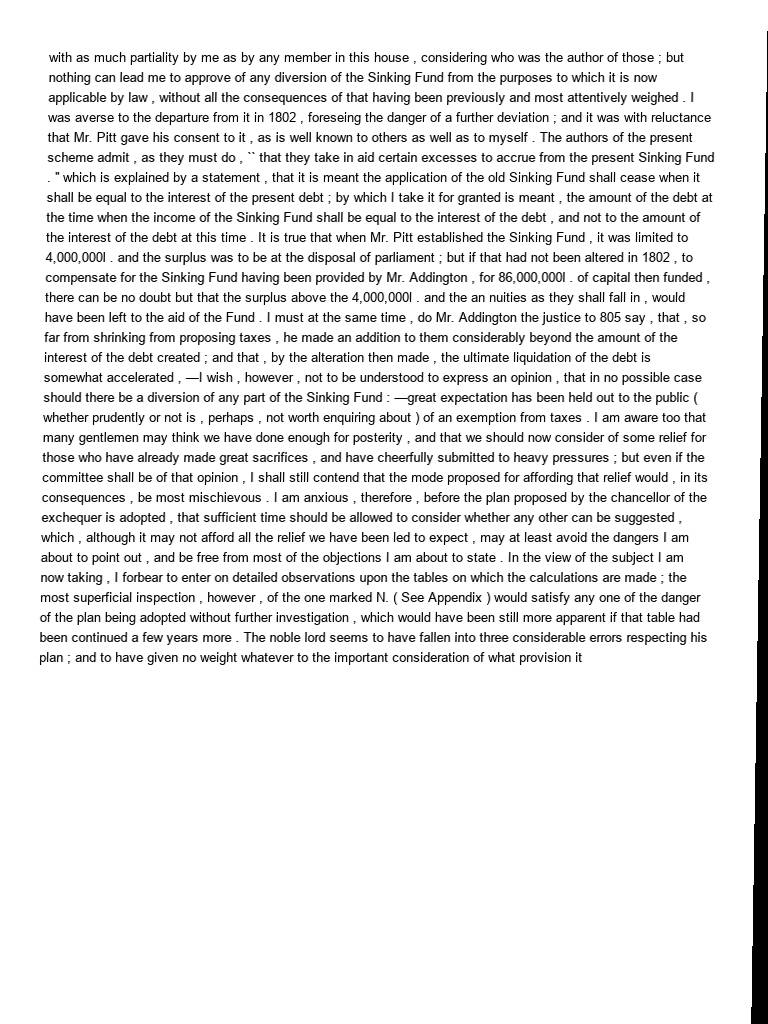 with as much partiality by me as by any member in this house , considering who was the author of those ; but
nothing can lead me to approve of any diversion of the Sinking Fund from the purposes to which it is now
applicable by law , without all the consequences of that having been previously and most attentively weighed . I
was averse to the departure from it in 1802 , foreseing the danger of a further deviation ; and it was with reluctance
that Mr. Pitt gave his consent to it , as is well known to others as well as to myself . The authors of the present
scheme admit , as they must do , `` that they take in aid certain excesses to accrue from the present Sinking Fund
. " which is explained by a statement , that it is meant the application of the old Sinking Fund shall cease when it
shall be equal to the interest of the present debt ; by which I take it for granted is meant , the amount of the debt at
the time when the income of the Sinking Fund shall be equal to the interest of the debt , and not to the amount of
the interest of the debt at this time . It is true that when Mr. Pitt established the Sinking Fund , it was limited to
4,000,000l . and the surplus was to be at the disposal of parliament ; but if that had not been altered in 1802 , to
compensate for the Sinking Fund having been provided by Mr. Addington , for 86,000,000l . of capital then funded ,
there can be no doubt but that the surplus above the 4,000,000l . and the an nuities as they shall fall in , would
have been left to the aid of the Fund . I must at the same time , do Mr. Addington the justice to 805 say , that , so
far from shrinking from proposing taxes , he made an addition to them considerably beyond the amount of the
interest of the debt created ; and that , by the alteration then made , the ultimate liquidation of the debt is
somewhat accelerated , —I wish , however , not to be understood to express an opinion , that in no possible case
should there be a diversion of any part of the Sinking Fund : —great expectation has been held out to the public (
whether prudently or not is , perhaps , not worth enquiring about ) of an exemption from taxes . I am aware too that
many gentlemen may think we have done enough for posterity , and that we should now consider of some relief for
those who have already made great sacrifices , and have cheerfully submitted to heavy pressures ; but even if the
committee shall be of that opinion , I shall still contend that the mode proposed for affording that relief would , in its
consequences , be most mischievous . I am anxious , therefore , before the plan proposed by the chancellor of the
exchequer is adopted , that sufficient time should be allowed to consider whether any other can be suggested ,
which , although it may not afford all the relief we have been led to expect , may at least avoid the dangers I am
about to point out , and be free from most of the objections I am about to state . In the view of the subject I am
now taking , I forbear to enter on detailed observations upon the tables on which the calculations are made ; the
most superficial inspection , however , of the one marked N. ( See Appendix ) would satisfy any one of the danger
of the plan being adopted without further investigation , which would have been still more apparent if that table had
been continued a few years more . The noble lord seems to have fallen into three considerable errors respecting his
plan ; and to have given no weight whatever to the important consideration of what provision it